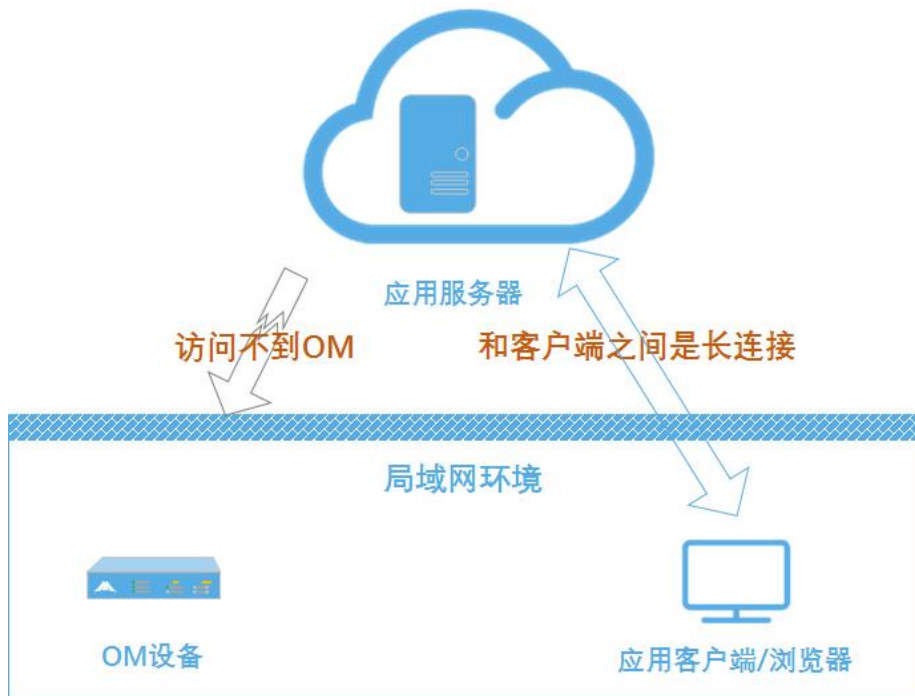 应用服务器
访问不到OM
和客户端之间是长连接
局域网环境
OM设备
应用客户端/浏览器